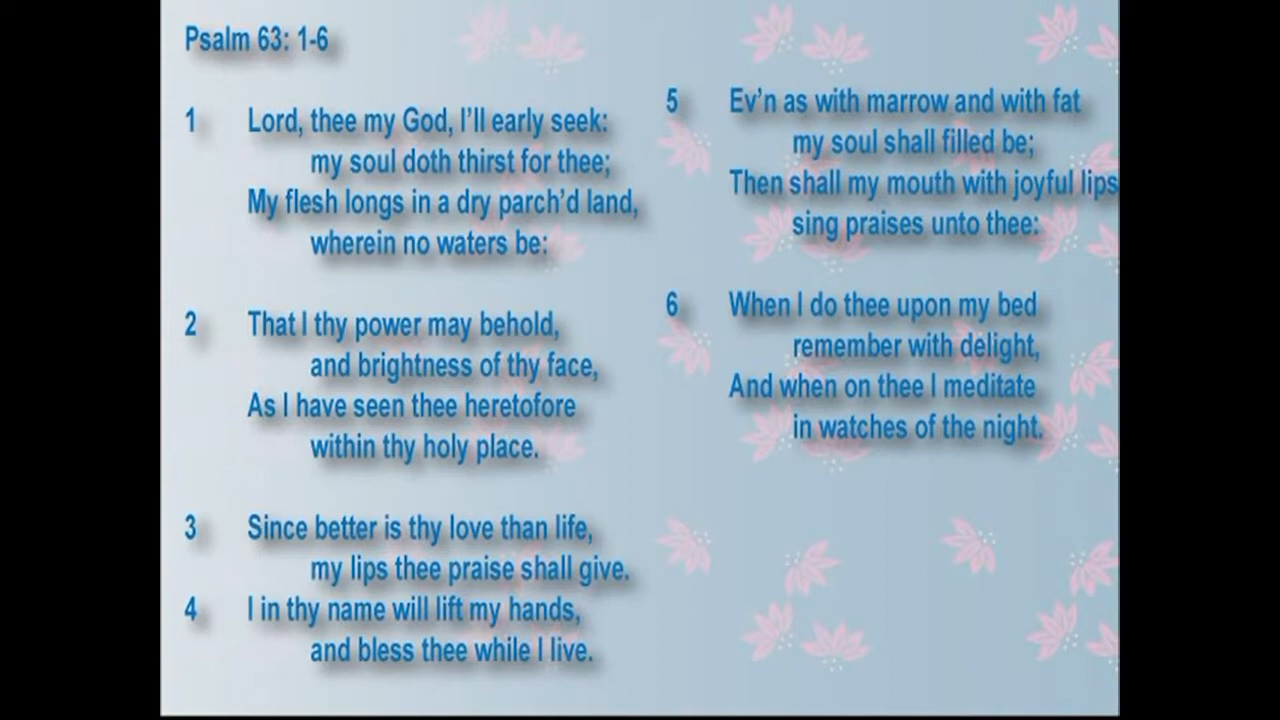 Psalm 63: 1-6
1 Lord, thee my God, I'll early seek:
my soul doth thirst for thee;
My flesh longs in a dry parch'd land,
wherein no waters be:
2 That I thy power may behold,
and brightness of thy face,
As I have seen thee heretofore
within thy holy place.
3 Since better is thy love than life,
my lips thee praise shall give.
4 I in thy name will lift my hands,
and bless thee while I live.
5 Ev'n as with marrow and with fat
my soul shall filled be;
Then shall my mouth with joyful lips
sing praises unto thee:
6 When I do thee upon my bed
remember with delight,
And when on thee I meditate
in watches of the night.